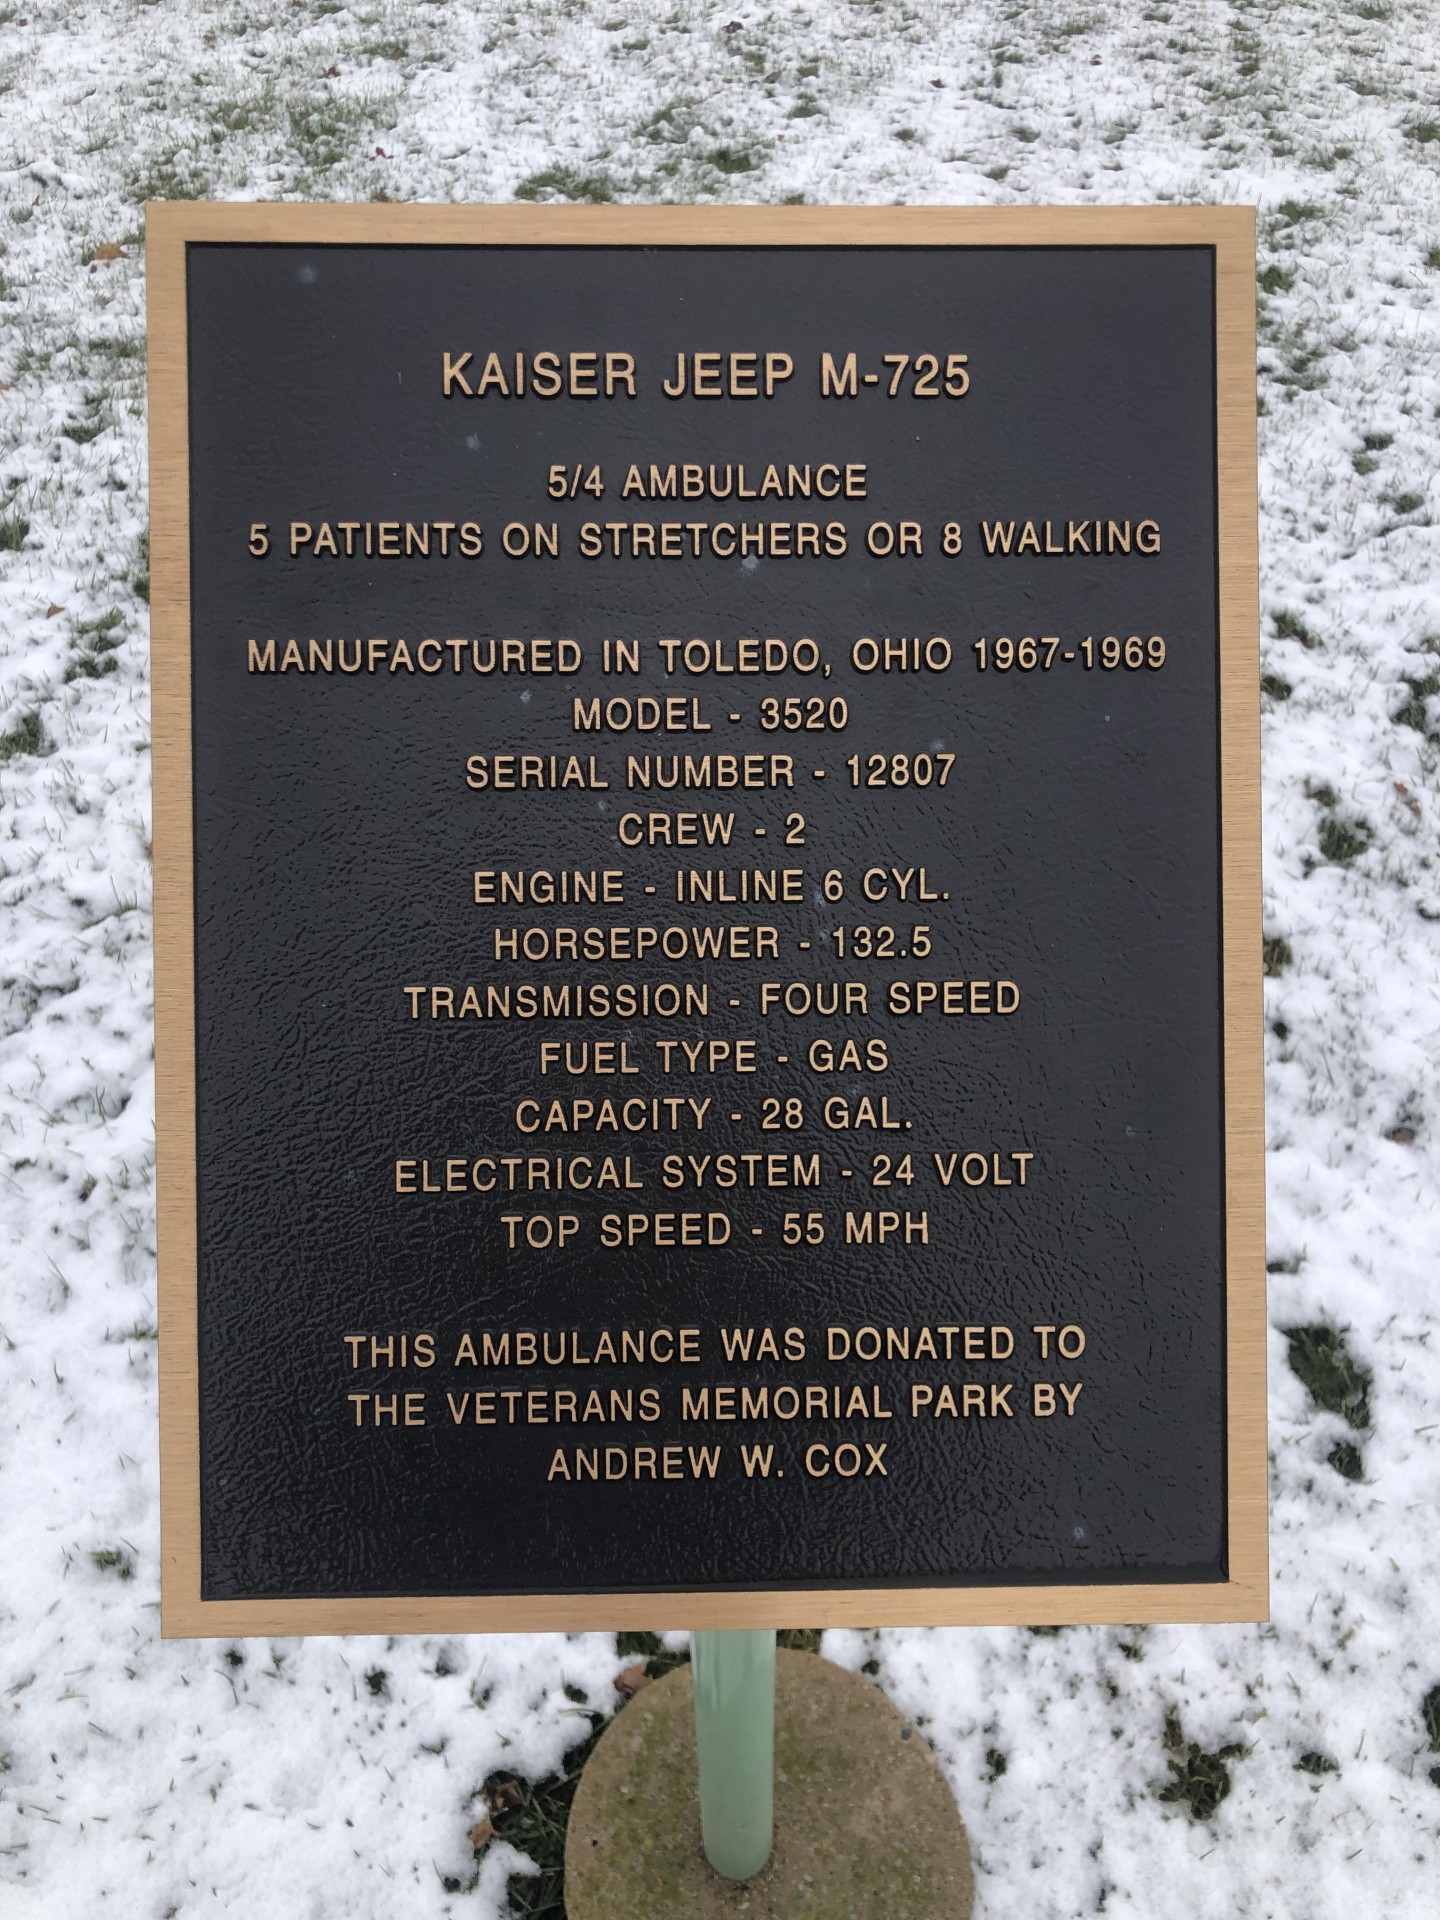 KAISER JEEP M-725
5/4 AMBULANCE
5 PATIENTS ON STRETCHERS OR 8 WALKING
MANUFACTURED IN TOLEDO, OHIO 1967-1969
MODEL - 3520
SERIAL NUMBER - 12807
CREW - 2
ENGINE - INLINE 6 CYL.
HORSEPOWER - 132.5
TRANSMISSION - FOUR SPEED
FUEL TYPE - GAS
CAPACITY - 28 GAL.
ELECTRICAL SYSTEM - 24 VOLT
TOP SPEED - 55 MPH
THIS AMBULANCE WAS DONATED TO
THE VETERANS MEMORIAL PARK BY
ANDREW W. COX